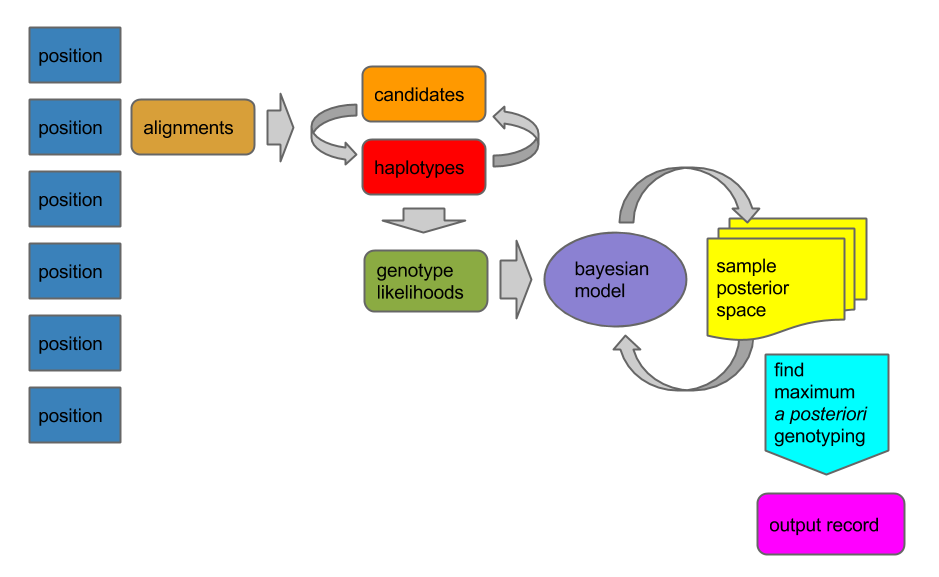 position
position
position
position
position
position
alignments
candidates
haplotypes
genotype
likelihoods
bayesian
model
sample
posterior
space
find
maximum
a posteriori
genotyping
output record